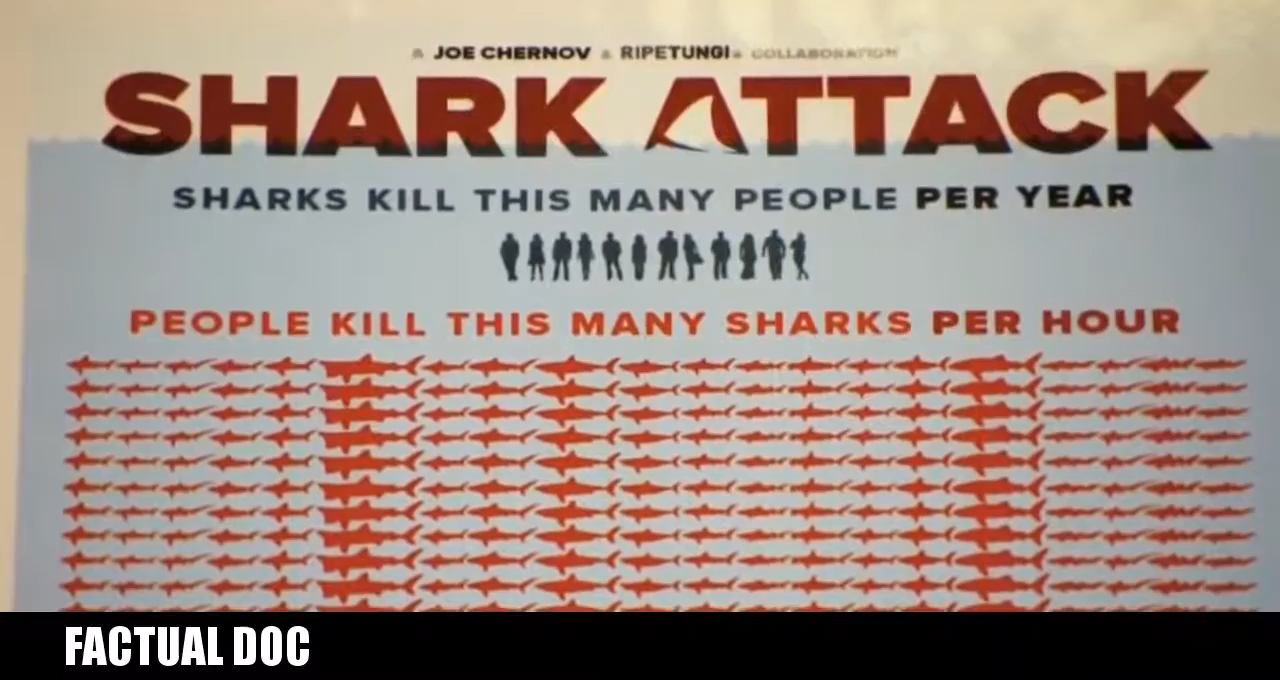 A JOE CHERNOV & RIPETUNGI COLLABORATION
SHARK ATTACK
SHARKS KILL THIS MANY PEOPLE PER YEAR
PEOPLE KILL THIS MANY SHARKS PER HOUR
FACTUAL DOC